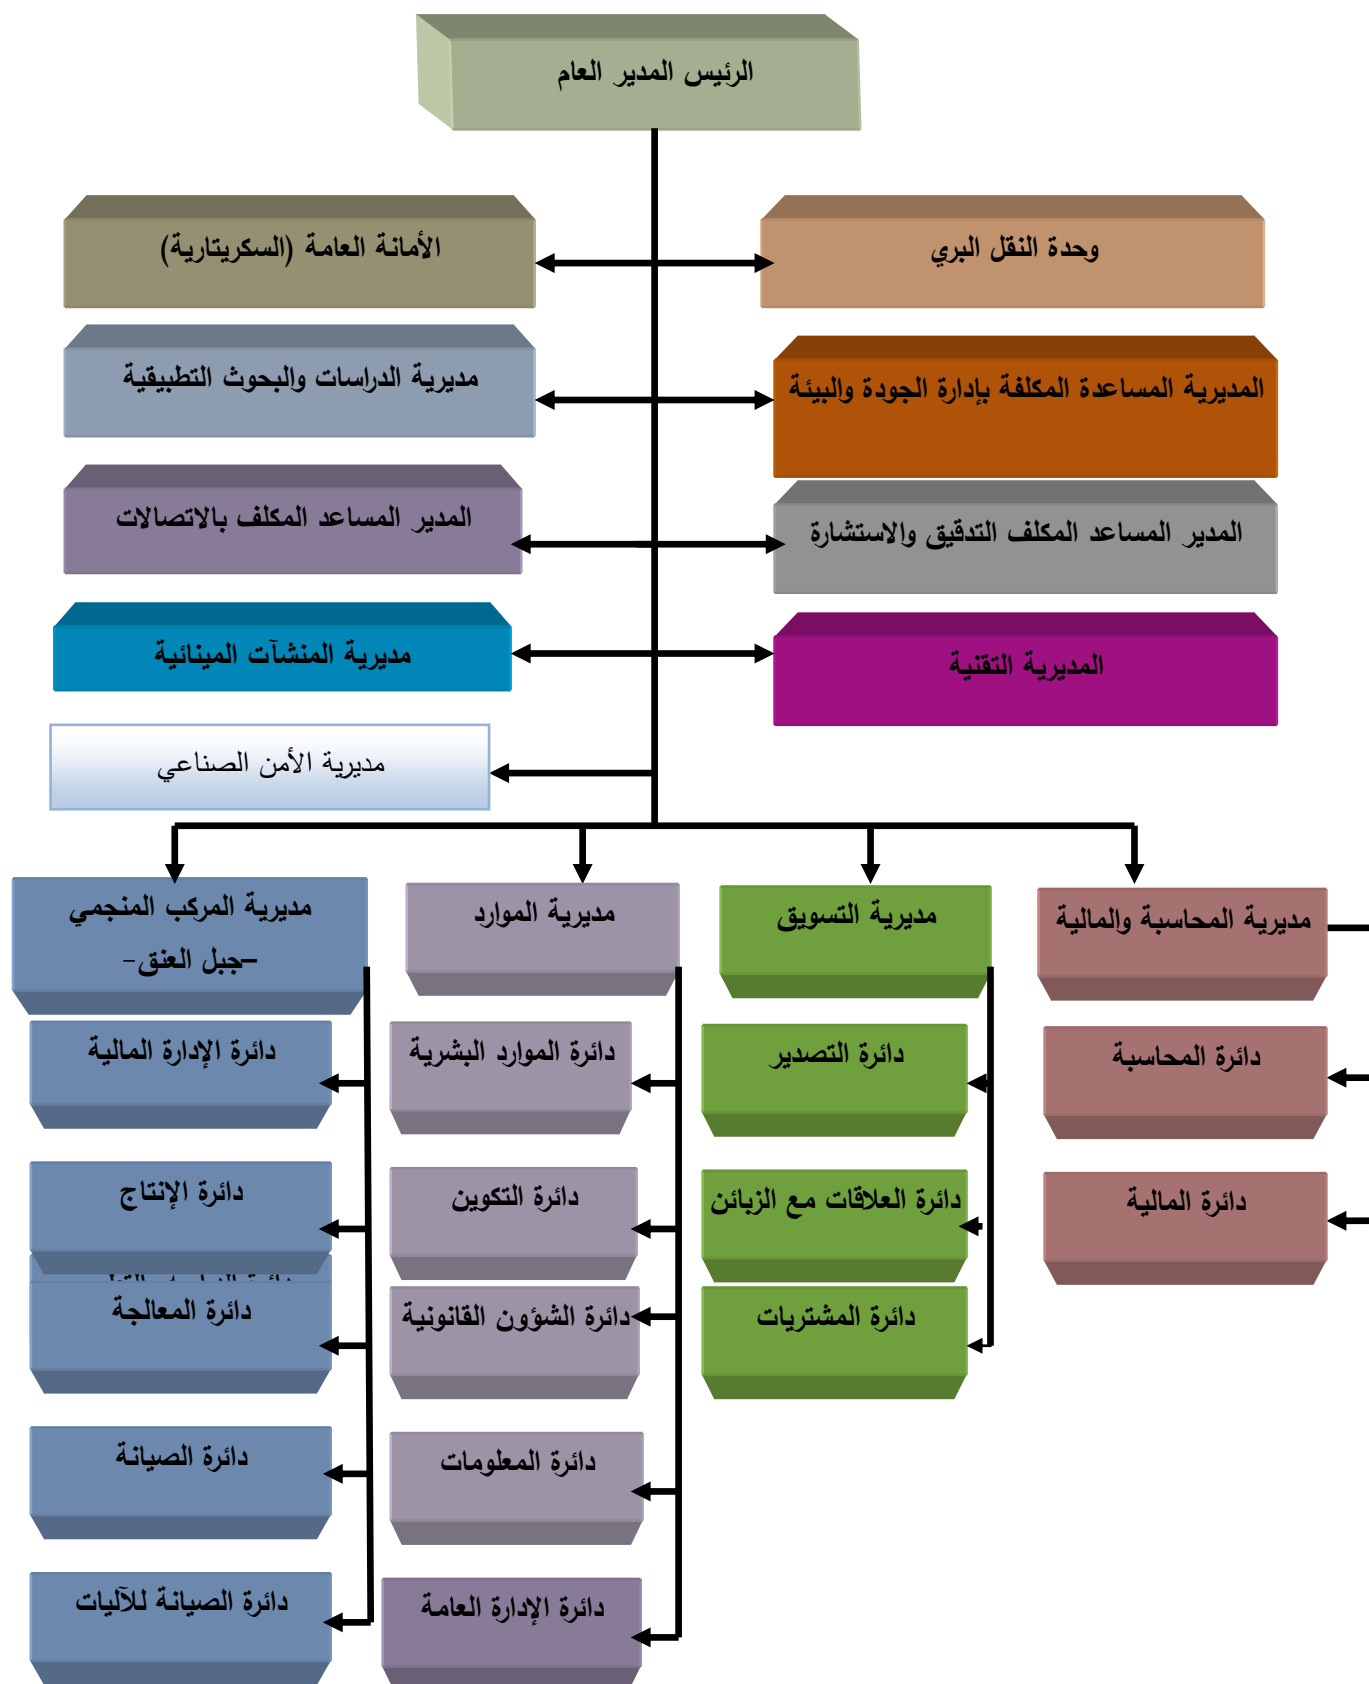 الرئيس المدير العام
وحدة النقل البري
الأمانة العامة (السكريتارية)
المديرية المساعدة المكلفة بإدارة الجودة والبيئة
مديرية الدراسات والبحوث التطبيقية
المدير المساعد المكلف التدقيق والاستشارة
المدير المساعد المكلف بالاتصالات
المديرية التقنية
مديرية المنشآت المينائية
مديرية الأمن الصناعي
مديرية المحاسبة والمالية
دائرة المحاسبة
دائرة المالية
مديرية التسويق
دائرة التصدير
دائرة العلاقات مع الزبائن
دائرة المشتريات
مديرية الموارد
دائرة الموارد البشرية
دائرة التكوين
دائرة الشؤون القانونية
دائرة المعلومات
دائرة الإدارة العامة
مديرية المركب المنجمي
–جبل العنق-
دائرة الإدارة المالية
دائرة الإنتاج
دائرة المعالجة
دائرة الصيانة
دائرة الصيانة للآليات